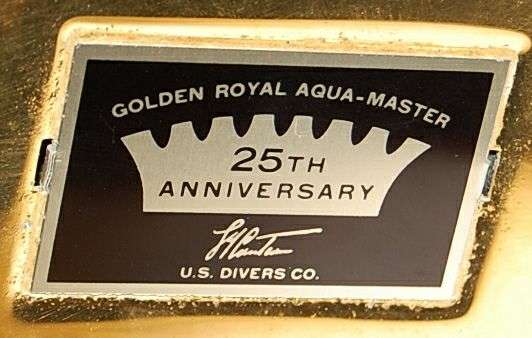 GOLDEN ROYAL AQUA-MASTER
25TH
ANNIVERSARY
U.S. DIVERS CO.